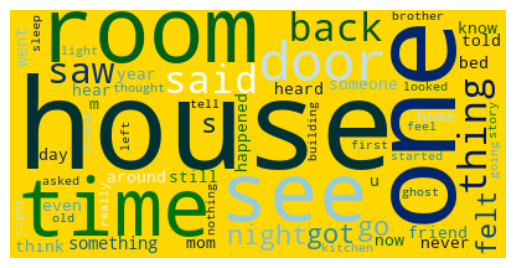 room
back
brother
know
told
went
sleep
light
saw
said
door
one
hear
year
thought
heard
someone
looked
bed
home
thing
house
m
s
tell
left
sister
day
happened
building
first
feel
started
story
going
asked
around
still
u
ghost
time
see
even
old
really
nothing
right
think
something
mom
night
got
go
now
friend
never
felt
kitchen